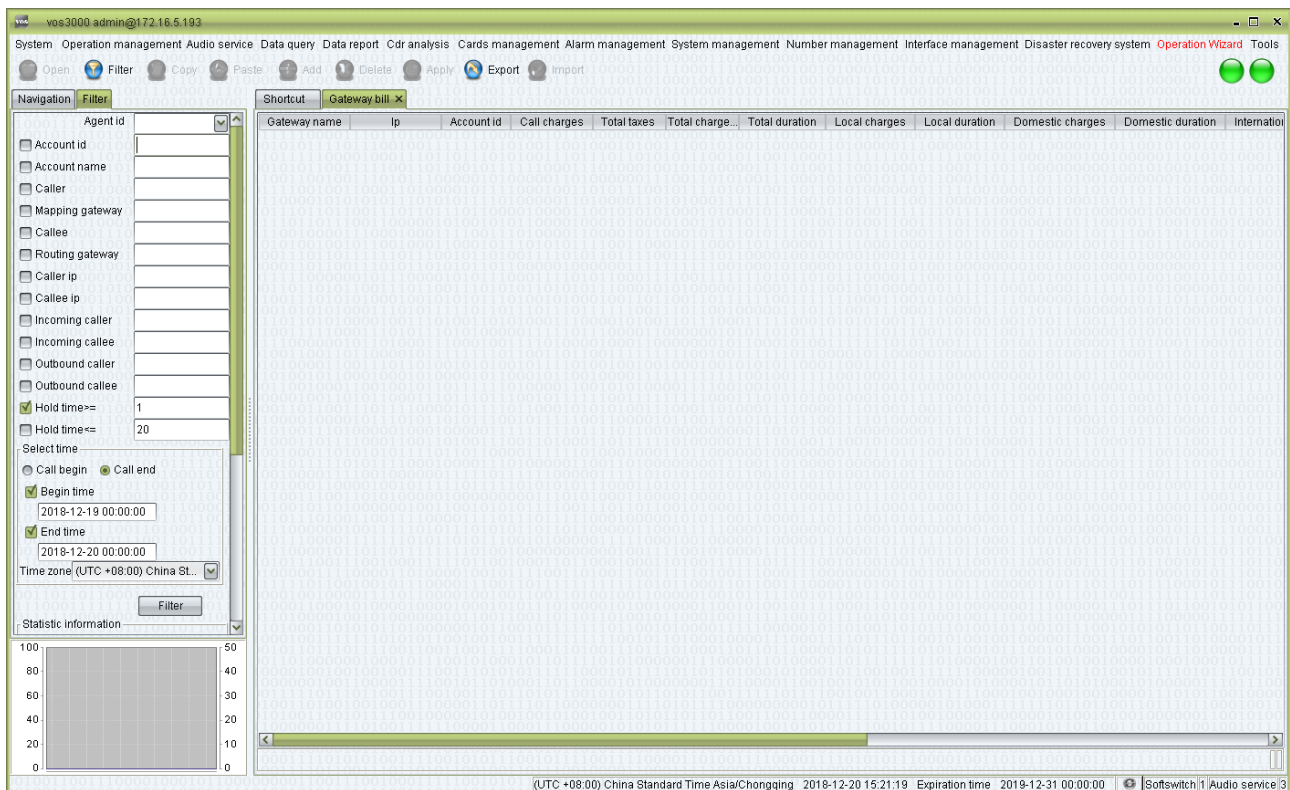 vos vos3000 admin@172.16.5.193
System Operation management Audio service Data query Data report Cdr analysis Cards management Alarm management System management Number management Interface management Disaster recovery system Operation Wizard Tools
Open Filter Copy Paste Add Delete Apply Export Import
Navigation Filter
Shortcut Gateway bill
Agent id
Account id
Account name
Caller
Mapping gateway
Callee
Routing gateway
Caller ip
Callee ip
Incoming caller
Incoming callee
Outbound caller
Outbound callee
Hold time>= 1
Hold time<= 20
Select time
Call begin Call end
Begin time
2018-12-19 00:00:00
End time
2018-12-20 00:00:00
Time zone (UTC +08:00) China St...
Filter
Statistic information
100 50
80 40
60 30
40 20
20 10
0 0
Gateway name Ip Account id Call charges Total taxes Total charge... Total duration Local charges Local duration Domestic charges Domestic duration Internation
(UTC +08:00) China Standard Time Asia/Chongqing 2018-12-20 15:21:19 Expiration time 2019-12-31 00:00:00 Softswitch 1 Audio service 3